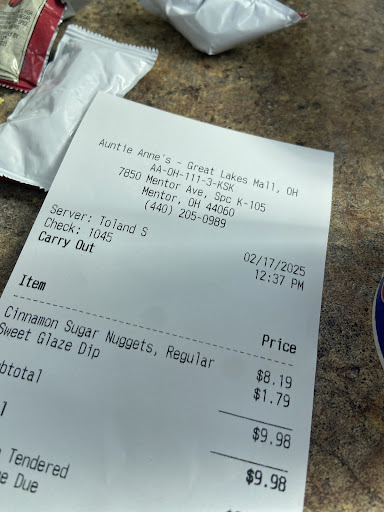 Auntie Anne's - Great Lakes Mall, OH
AA-OH-111-3-KSK
7850 Mentor Ave, Spc K-105
Mentor, OH 44060
(440) 205-0989
Server: Toland S
02/17/2025
Check: 1045
12:37 PM
Carry Out
Item Price
Cinnamon Sugar Nuggets, Regular $8.19
Sweet Glaze Dip $1.79
btotal $9.98
l $9.98
Tendered
e Due